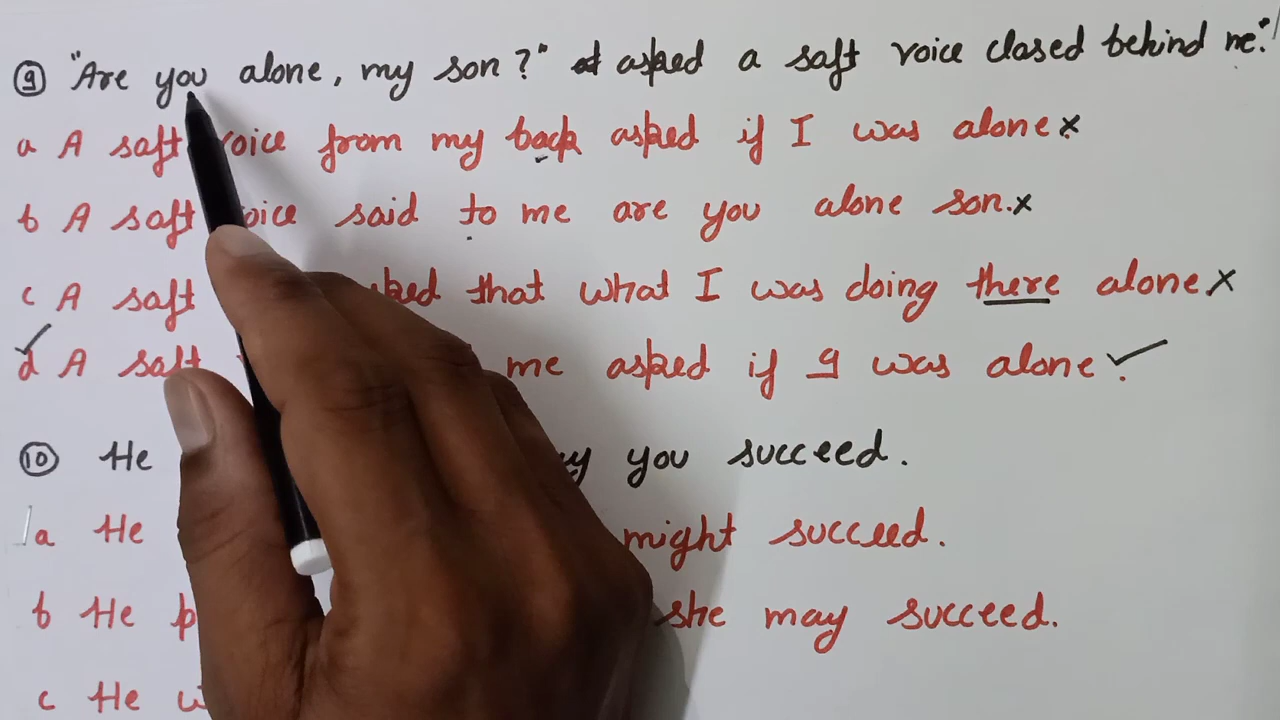 ⑨ "Are you alone, my son?" asked a soft voice closed behind me."
a A soft voice from my back asked if I was alone ×
b A soft voice said to me are you alone son. ×
c A soft asked that what I was doing there alone. ×
✓ d A soft me asked if I was alone. ✓
⑩ He you succeed.
a He might succeed.
b He she may succeed.
c He